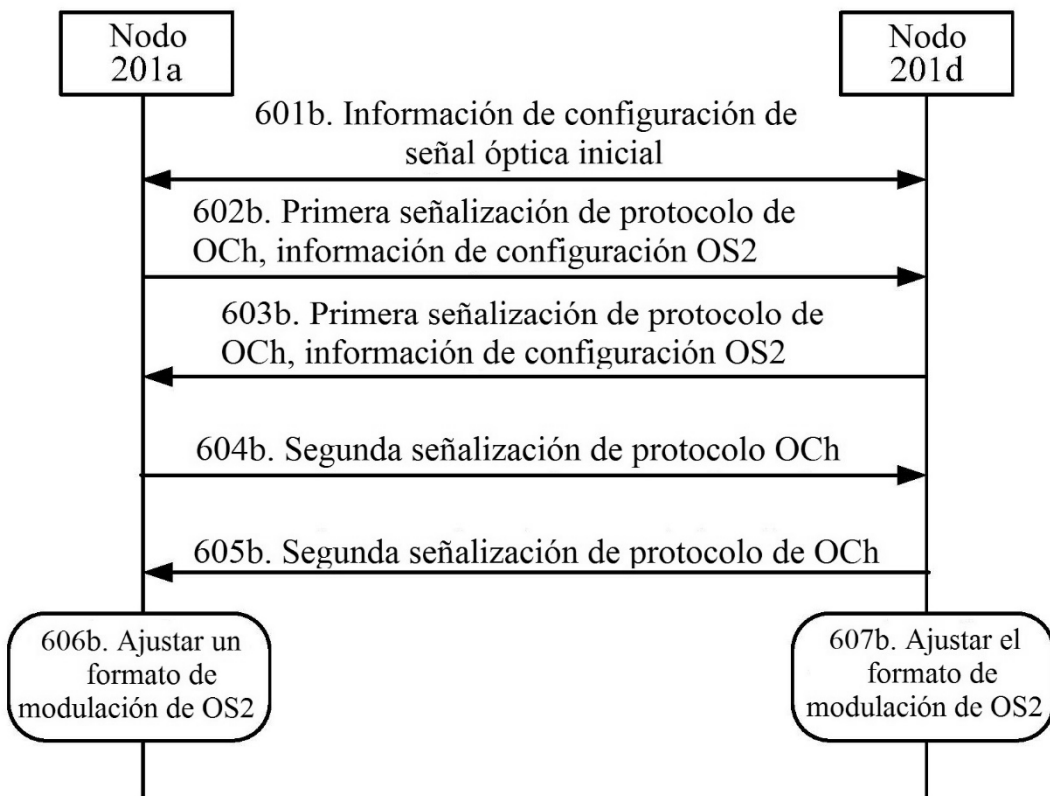 Nodo
201a
Nodo
201d
601b. Información de configuración de
señal óptica inicial
602b. Primera señalización de protocolo de
OCh, información de configuración OS2
603b. Primera señalización de protocolo de
OCh, información de configuración OS2
604b. Segunda señalización de protocolo OCh
605b. Segunda señalización de protocolo de OCh
606b. Ajustar un
formato de
modulación de OS2
607b. Ajustar el
formato de
modulación de OS2